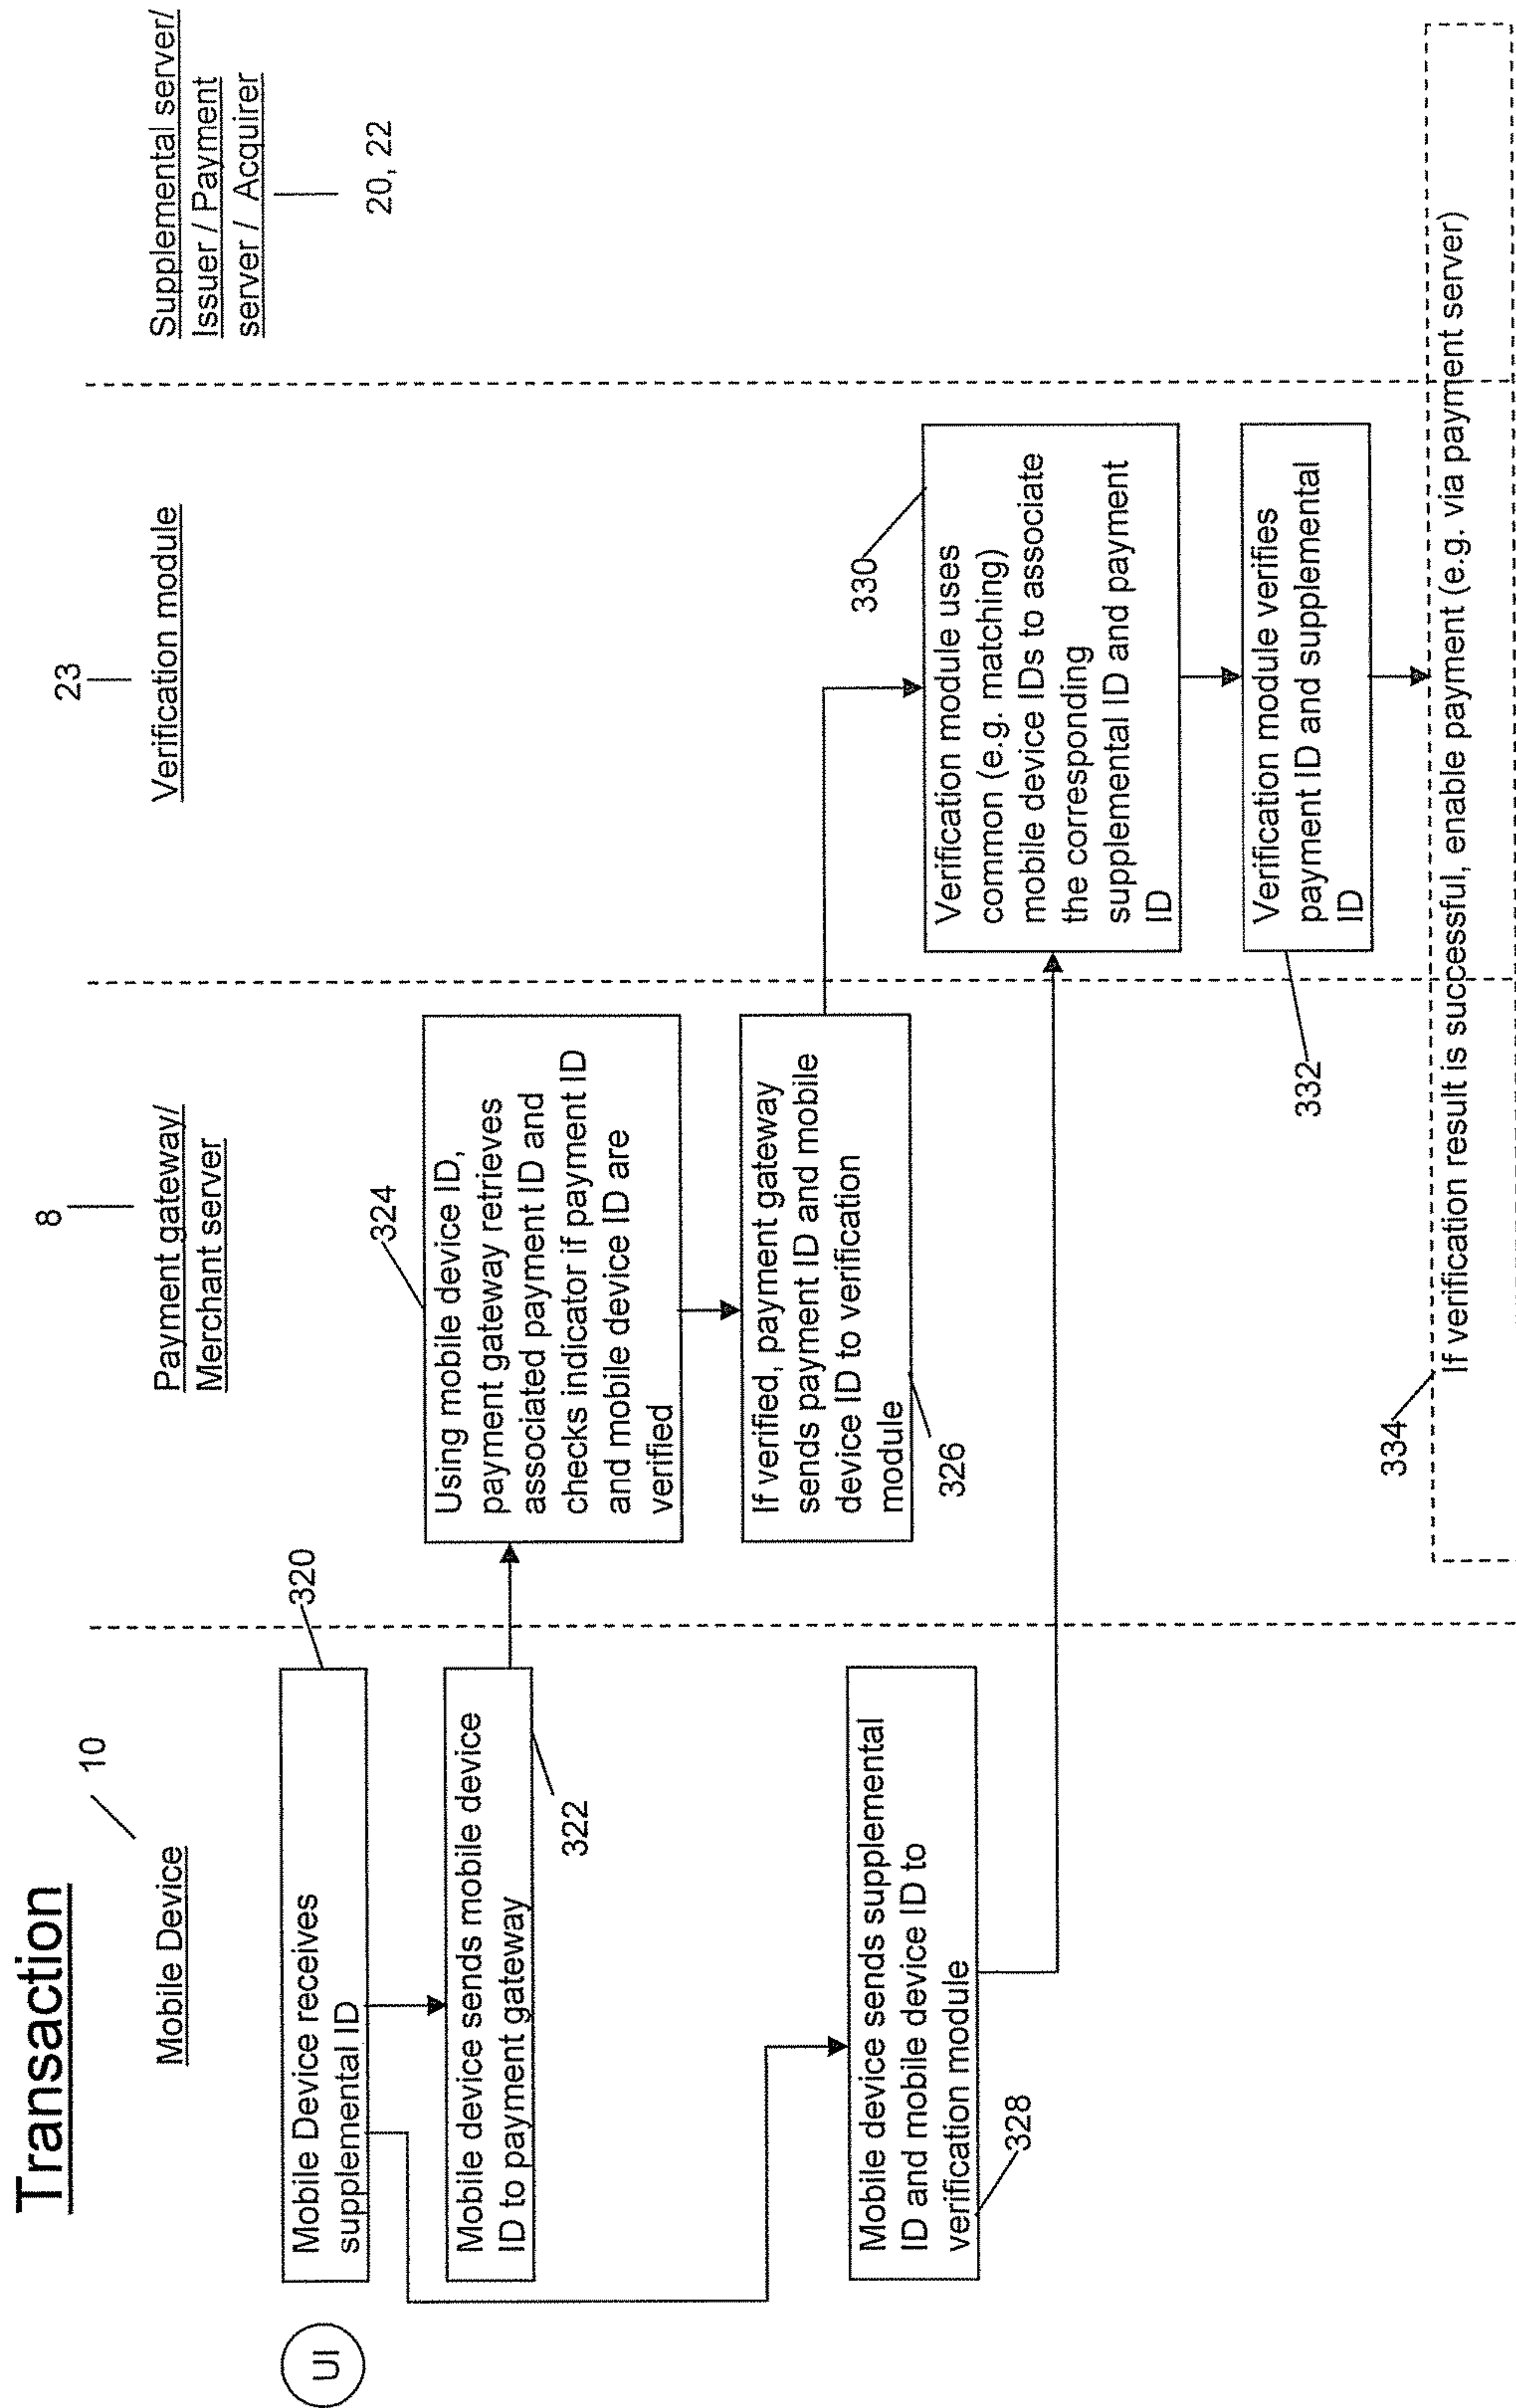 Transaction
10
Mobile Device
8
Payment gateway/
Merchant server
23
Verification module
Supplemental server/
Issuer / Payment
server / Acquirer
20, 22
UI
Mobile Device receives
supplemental ID
320
Mobile device sends mobile device
ID to payment gateway
322
Using mobile device ID,
payment gateway retrieves
associated payment ID and
checks indicator if payment ID
and mobile device ID are
verified
324
If verified, payment gateway
sends payment ID and mobile
device ID to verification
module
326
Mobile device sends supplemental
ID and mobile device ID to
verification module
328
Verification module uses
common (e.g. matching)
mobile device IDs to associate
the corresponding
supplemental ID and payment
ID
330
Verification module verifies
payment ID and supplemental
ID
332
334
If verification result is successful, enable payment (e.g. via payment server)